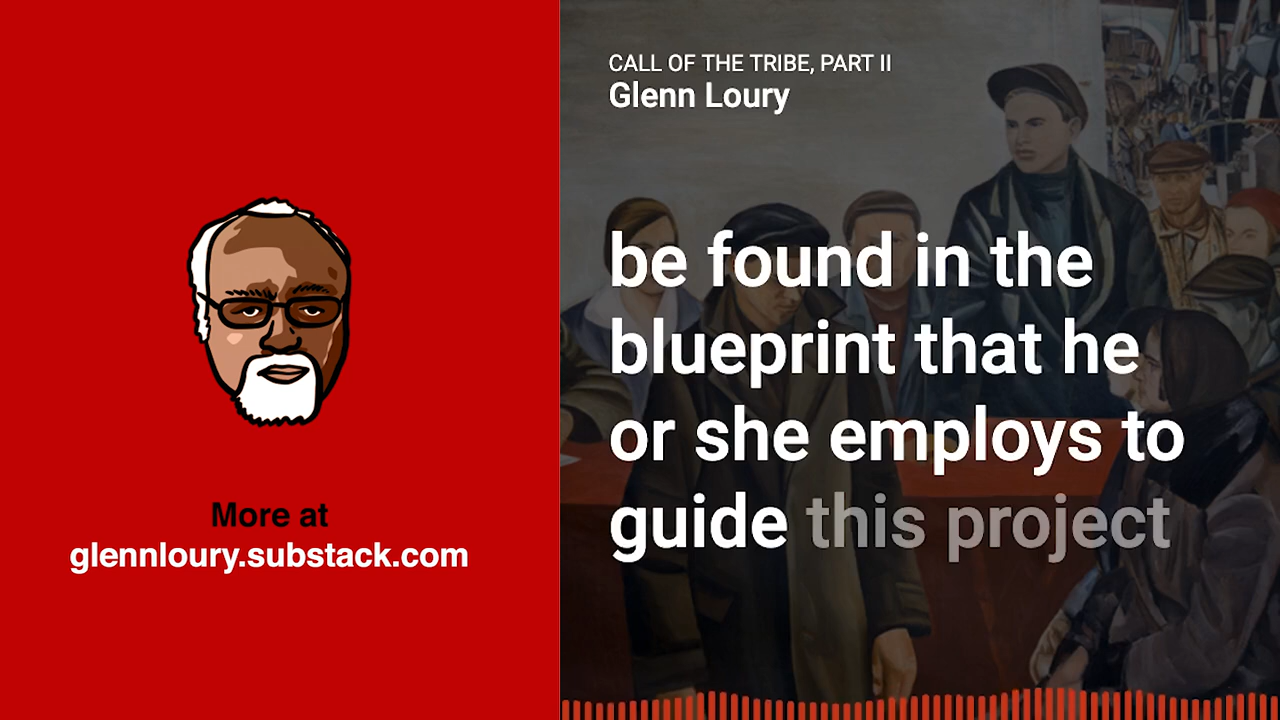 More at
glennloury.substack.com
CALL OF THE TRIBE, PART II
Glenn Loury
be found in the
blueprint that he
or she employs to
guide this project